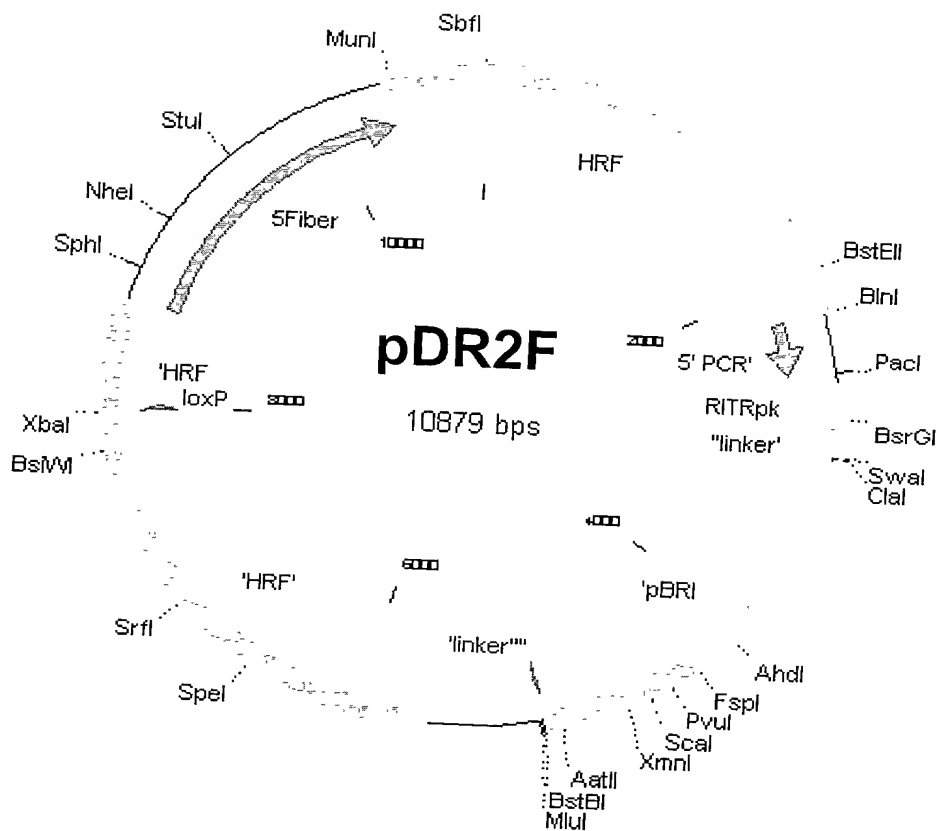 SbfI
MunI
StuI
HRF
NheI
5Fiber
SphI
10000
BstEII
BlnI
pDR2F
2000
5' PCR'
PacI
'HRF
loxP
8000
RITRpk
XbaI
10879 bps
"linker'
BsrGI
BsiWI
SwaI
ClaI
4000
6000
'HRF'
'pBRI
SrfI
'linker""
AhdI
SpeI
FspI
PvuI
ScaI
XmnI
AatII
BstBI
MluI